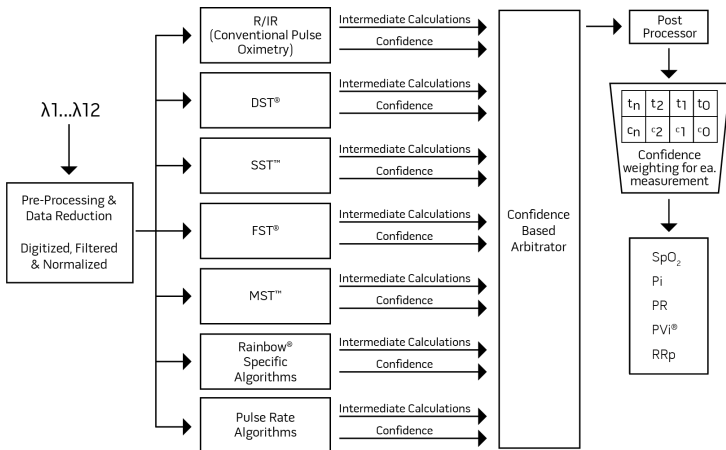 λ1...λ12
Pre-Processing &
Data Reduction
Digitized, Filtered
& Normalized
R/IR
(Conventional Pulse
Oximetry)
Intermediate Calculations
Confidence
DST®
Intermediate Calculations
Confidence
SST™
Intermediate Calculations
Confidence
FST®
Intermediate Calculations
Confidence
MST™
Intermediate Calculations
Confidence
Rainbow®
Specific
Algorithms
Intermediate Calculations
Confidence
Pulse Rate
Algorithms
Intermediate Calculations
Confidence
Confidence
Based
Arbitrator
Post
Processor
tn t2 t1 t0
cn c2 c1 c0
Confidence
weighting for ea.
measurement
SpO₂
Pi
PR
PVi®
RRp